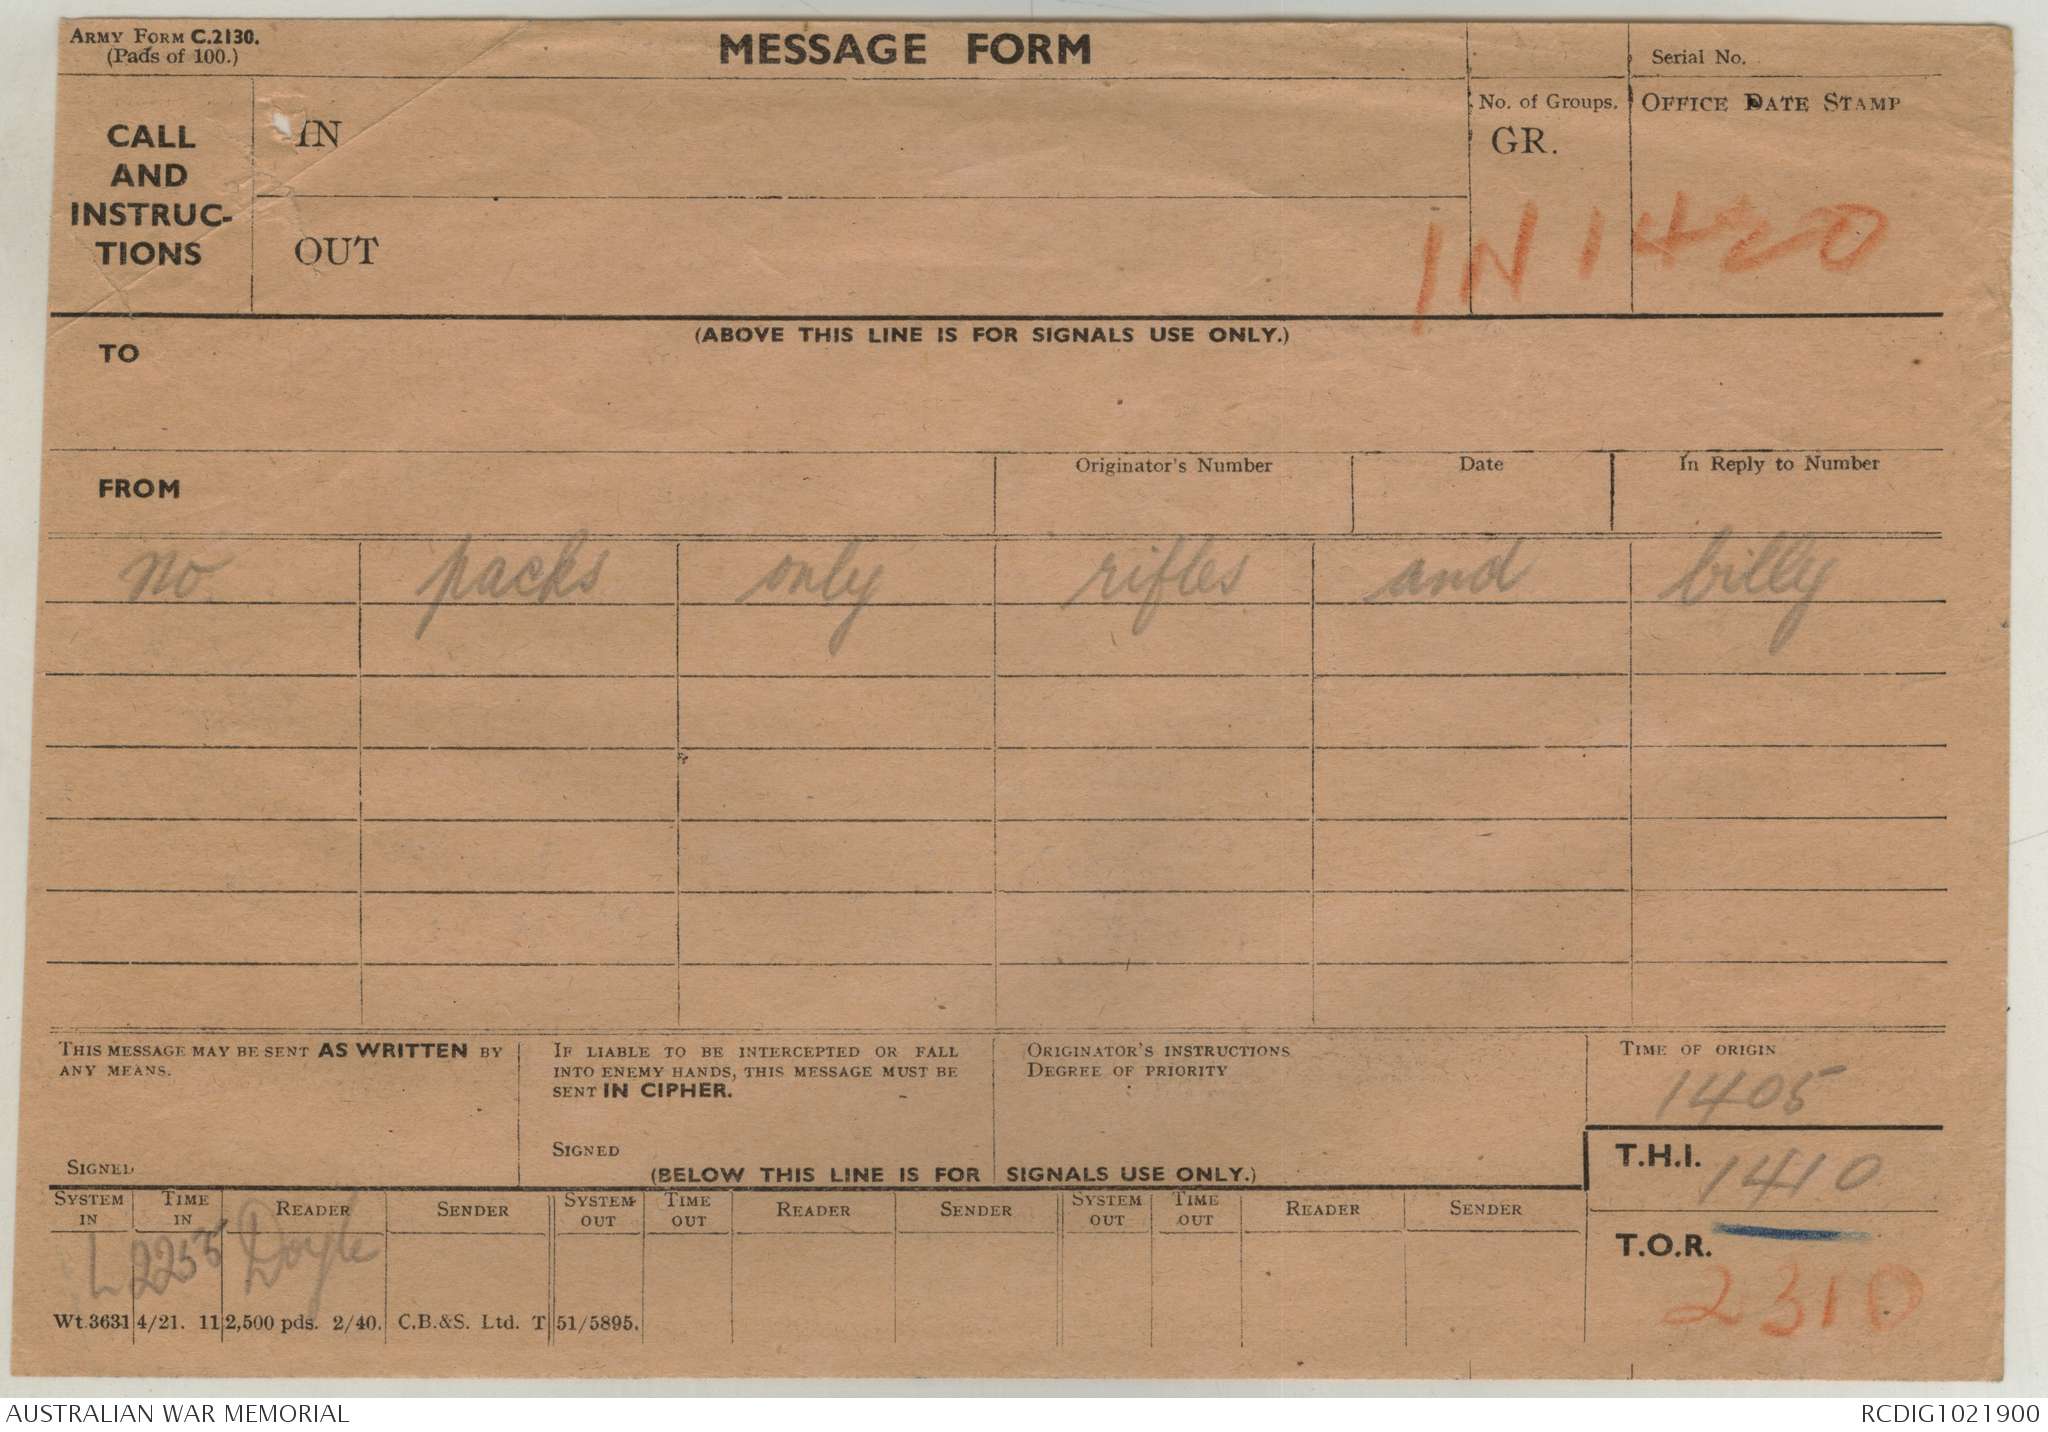 ARMY FORM C.2130.
(Pads of 100.)
MESSAGE FORM
Serial No.
CALL AND INSTRUC-TIONS
IN
No. of Groups.
GR.
OFFICE DATE STAMP
OUT
IN 1420
(ABOVE THIS LINE IS FOR SIGNALS USE ONLY.)
TO
FROM
Originator's Number
Date
In Reply to Number
no packs only rifles and billy
THIS MESSAGE MAY BE SENT AS WRITTEN BY
ANY MEANS.
SIGNED
IF LIABLE TO BE INTERCEPTED OR FALL
INTO ENEMY HANDS, THIS MESSAGE MUST BE
SENT IN CIPHER.
SIGNED
ORIGINATOR'S INSTRUCTIONS
DEGREE OF PRIORITY
TIME OF ORIGIN
1405
T.H.I. 1410
(BELOW THIS LINE IS FOR SIGNALS USE ONLY.)
SYSTEM IN TIME IN READER SENDER SYSTEM OUT TIME OUT READER SENDER SYSTEM OUT TIME OUT READER SENDER
L 2255 Doyle
T.O.R.
2310
Wt.3631 4/21. 112,500 pds. 2/40. C.B.&S. Ltd. T 51/5895.
AUSTRALIAN WAR MEMORIAL
RCDIG1021900